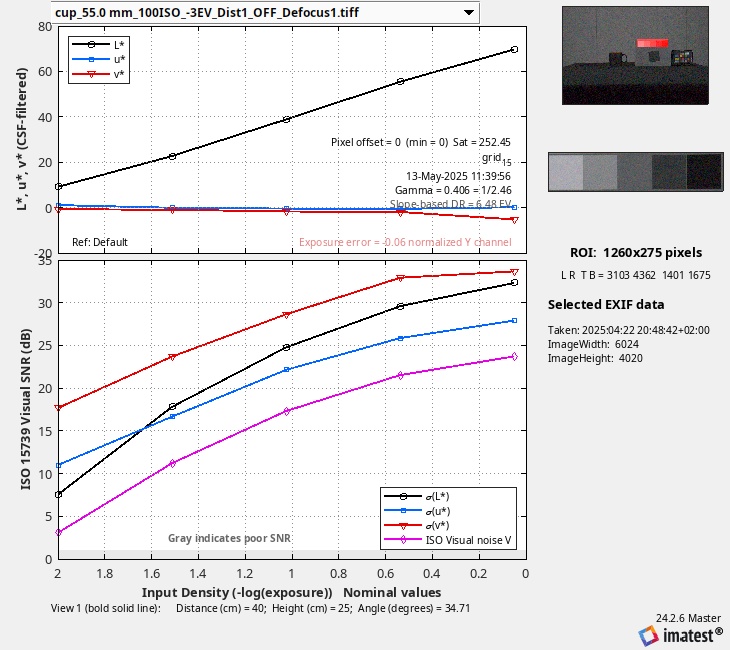 cup_55.0 mm_100ISO_-3EV_Dist1_OFF_Defocus1.tiff
L*, u*, v* (CSF-filtered)
80
60
40
20
0
-20
L*
u*
v*
Pixel offset = 0 (min = 0) Sat = 252.45
grid_15
13-May-2025 11:39:56
Gamma = 0.406 = 1/2.46
Slope-based DR = 6.48 EV
Ref: Default
Exposure error = -0.06 normalized Y channel
ISO 15739 Visual SNR (dB)
35
30
25
20
15
10
5
0
σ(L*)
σ(u*)
σ(v*)
ISO Visual noise V
Gray indicates poor SNR
2 1.8 1.6 1.4 1.2 1 0.8 0.6 0.4 0.2 0
Input Density (-log(exposure)) Nominal values
View 1 (bold solid line): Distance (cm) = 40; Height (cm) = 25; Angle (degrees) = 34.71
ROI: 1260x275 pixels
L R T B = 3103 4362 1401 1675
Selected EXIF data
Taken: 2025:04:22 20:48:42+02:00
ImageWidth: 6024
ImageHeight: 4020
24.2.6 Master
imatest®